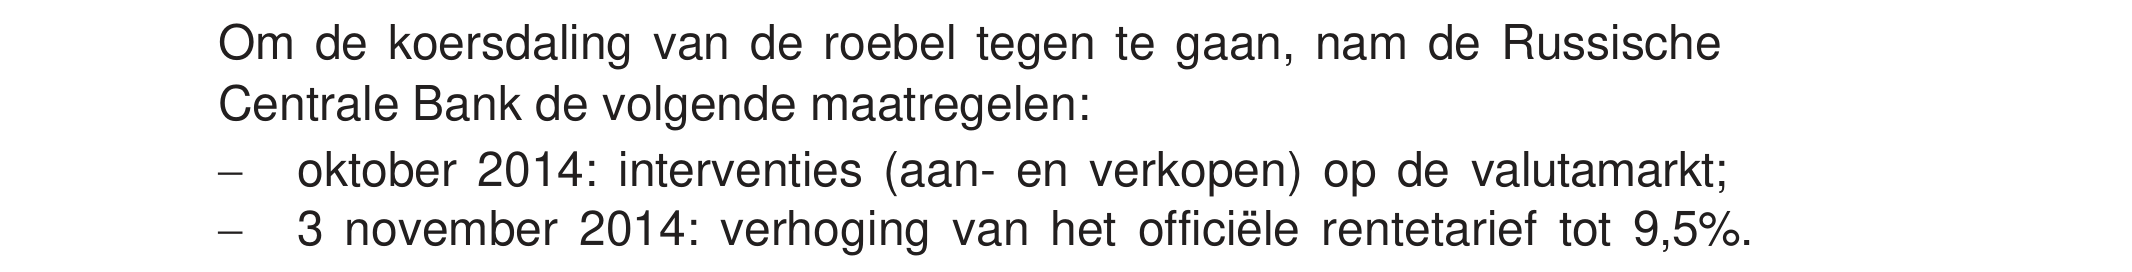 Om de koersdaling van de roebel tegen te gaan, nam de Russische
Centrale Bank de volgende maatregelen:
– oktober 2014: interventies (aan- en verkopen) op de valutamarkt;
– 3 november 2014: verhoging van het officiële rentetarief tot 9,5%.